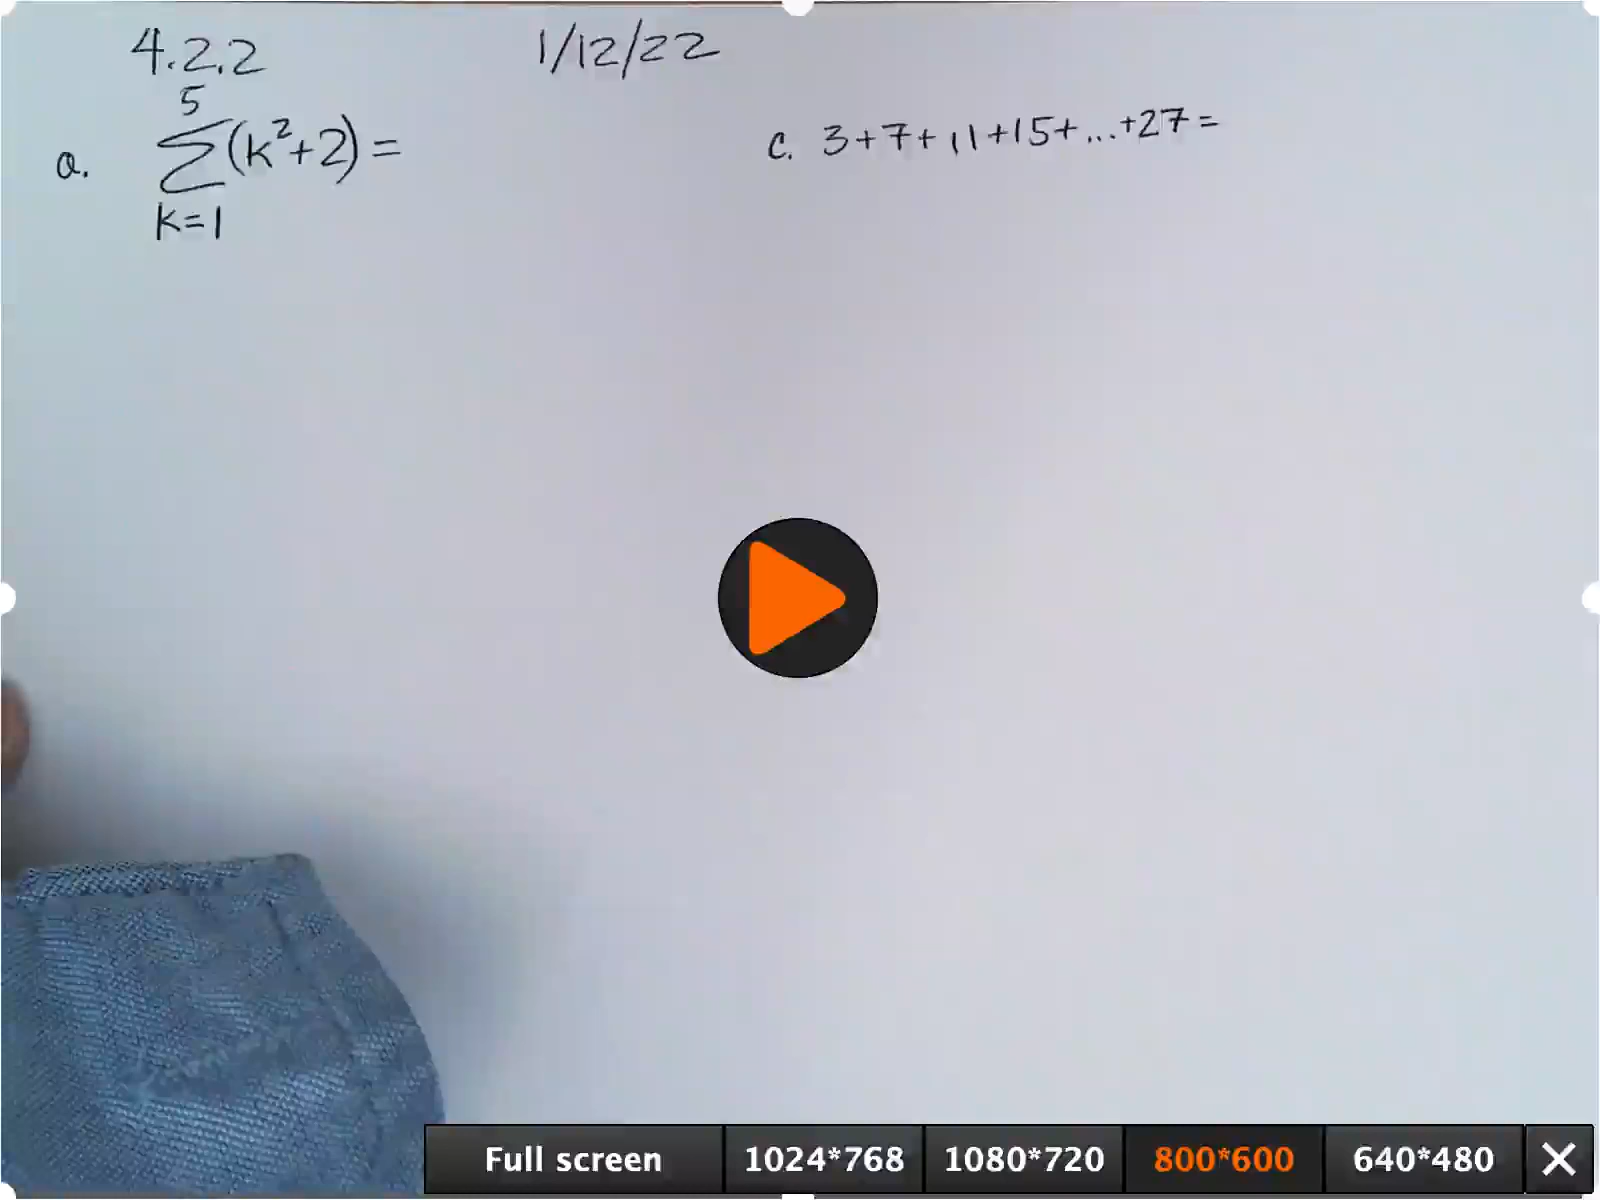 4.2.2 1/12/22
5
a. ∑(k²+2)=
k=1
c. 3+7+11+15+...+27=
Full screen 1024*768 1080*720 800*600 640*480 ×